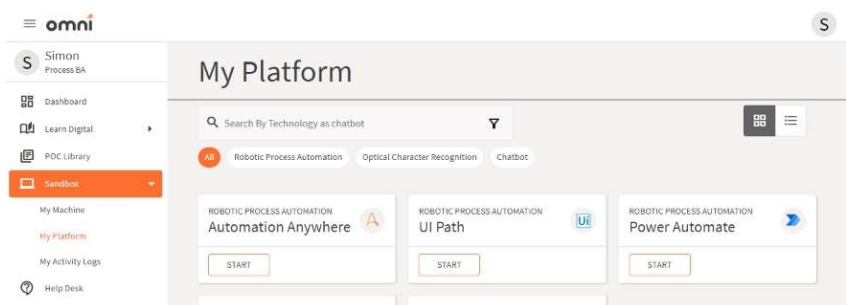 omni
S
S
Simon
Process BA
Dashboard
Learn Digital
POC Library
Sandbox
My Machine
My Platform
My Activity Logs
Help Desk
My Platform
Search By Technology as chatbot
All Robotic Process Automation Optical Character Recognition Chatbot
ROBOTIC PROCESS AUTOMATION
Automation Anywhere
A
START
ROBOTIC PROCESS AUTOMATION
UI Path
Ui
START
ROBOTIC PROCESS AUTOMATION
Power Automate
START